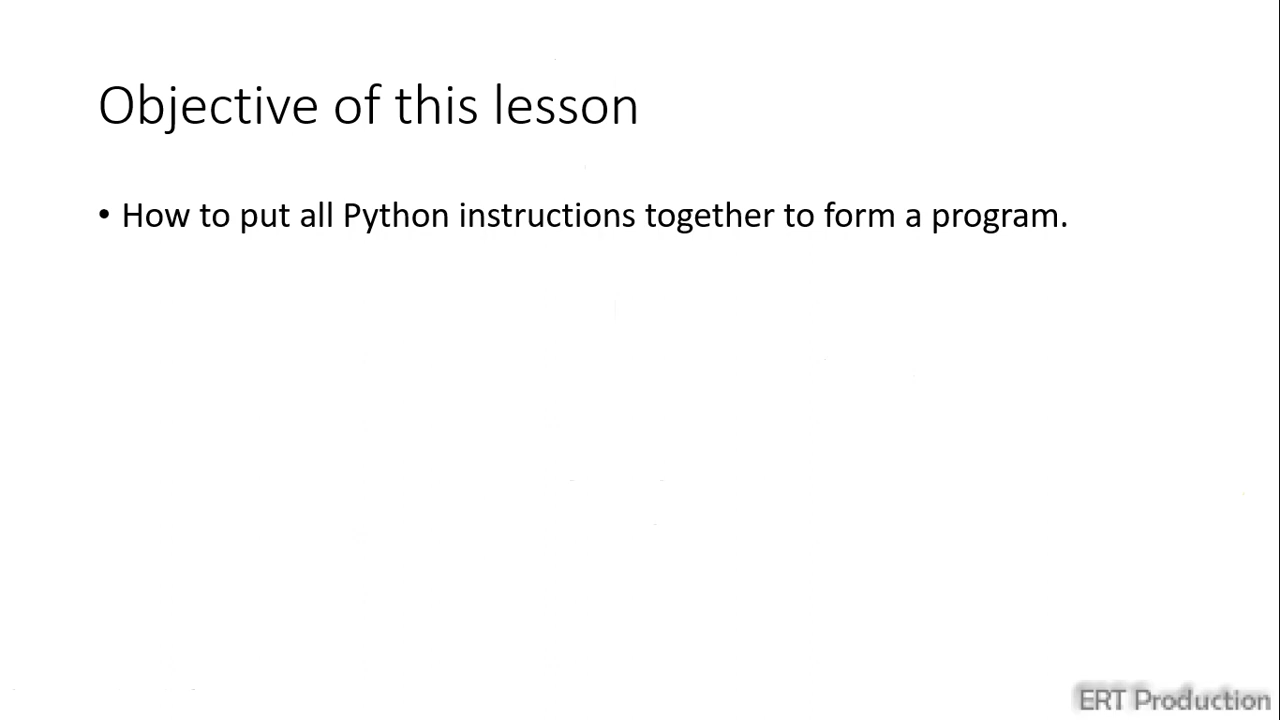 Objective of this lesson
• How to put all Python instructions together to form a program.
ERT Production